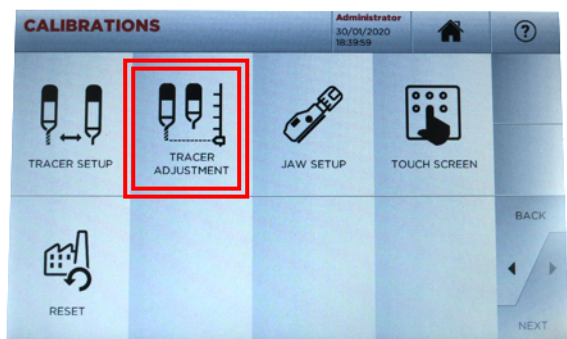 CALIBRATIONS
Administrator
30/01/2020
18:39:59
?
TRACER SETUP
TRACER
ADJUSTMENT
JAW SETUP
TOUCH SCREEN
BACK
RESET
NEXT